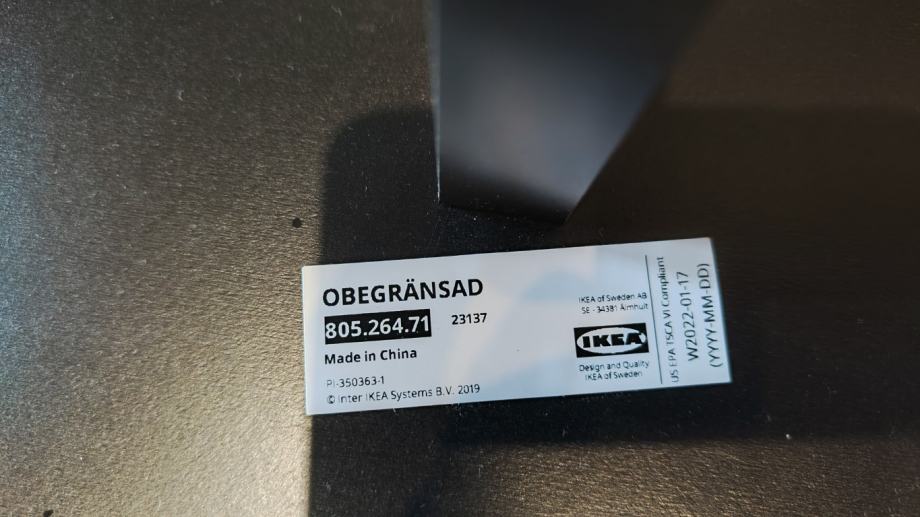 OBEGRÄNSAD
805.264.71 23137
Made in China
PI-350363-1
© Inter IKEA Systems B.V. 2019
IKEA of Sweden AB
SE - 34381 Älmhult
IKEA
Design and Quality
IKEA of Sweden
US EPA TSCA VI Compliant
W2022-01-17
(YYYY-MM-DD)